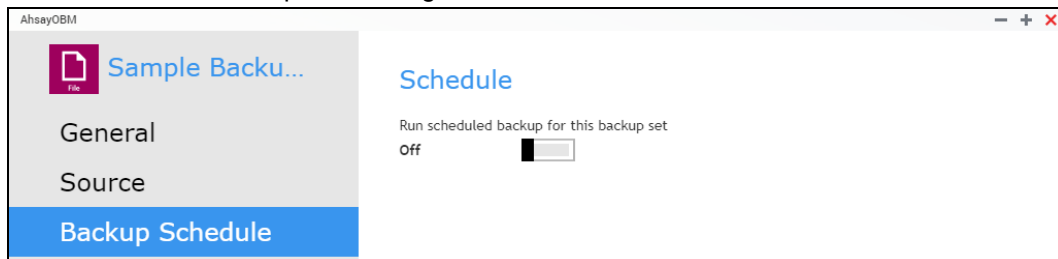 AhsayOBM
File
Sample Backu...
Schedule
General
Run scheduled backup for this backup set
Off
Source
Backup Schedule